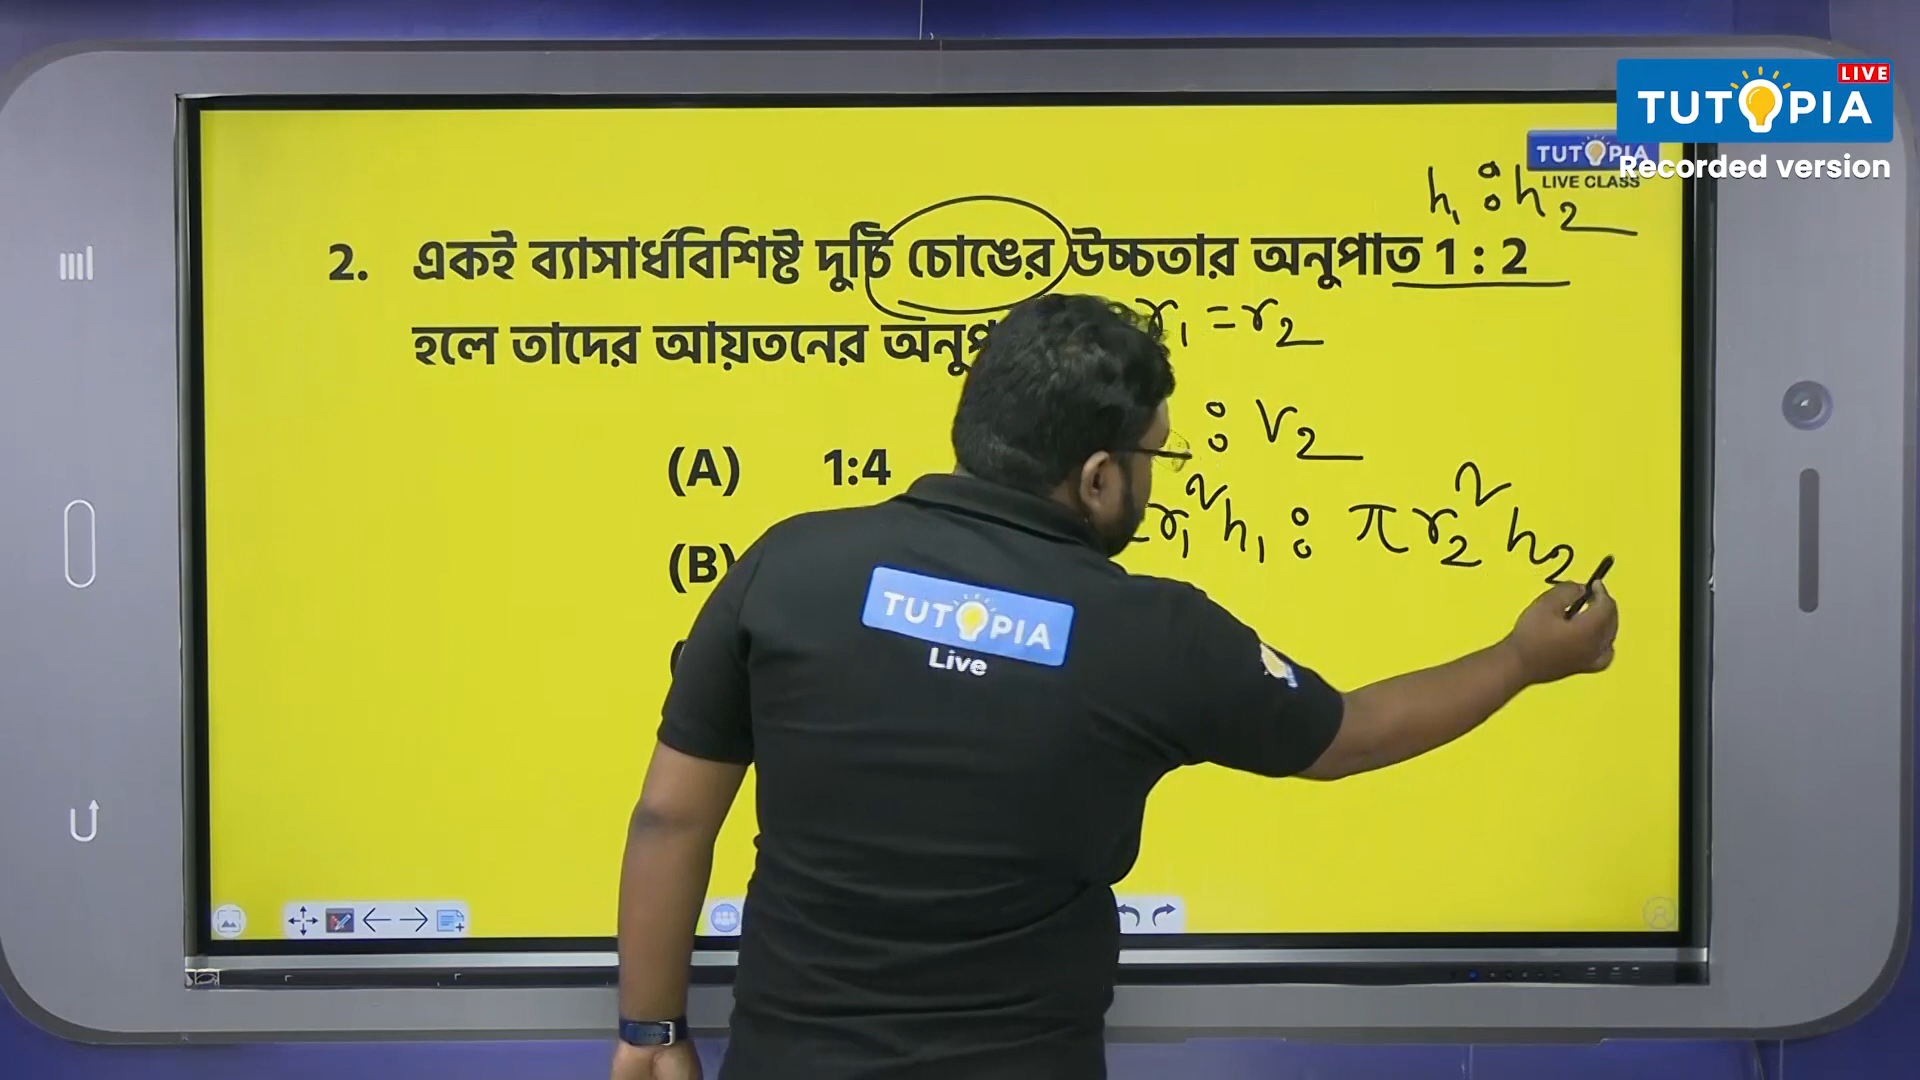 LIVE
TUTOPIA
Recorded version
TUTOPIA
LIVE CLASS
h₁ : h₂
2. একই ব্যাসার্ধবিশিষ্ট দুটি চোঙের উচ্চতার অনুপাত 1 : 2
r₁ = r₂
হলে তাদের আয়তনের
: V₂
(A) 1:4
r₁²h₁ : πr₂²h₂
(B)
TUTOPIA
Live